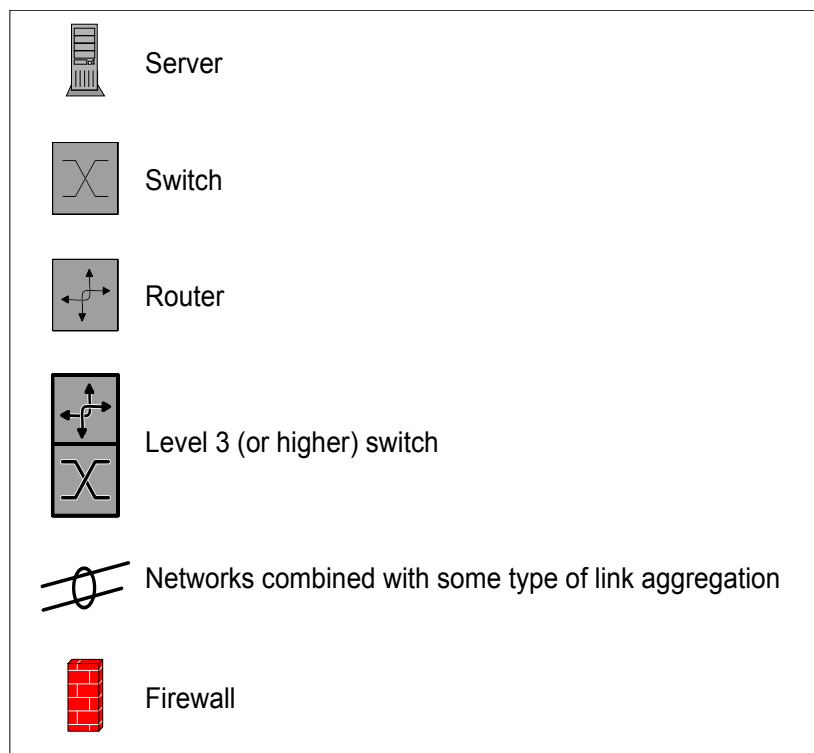 Server
Switch
Router
Level 3 (or higher) switch
Networks combined with some type of link aggregation
Firewall